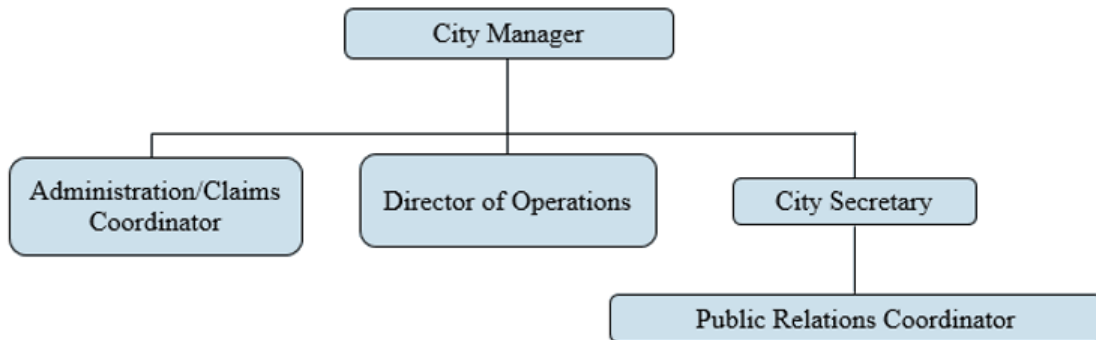 City Manager
Administration/Claims
Coordinator
Director of Operations
City Secretary
Public Relations Coordinator